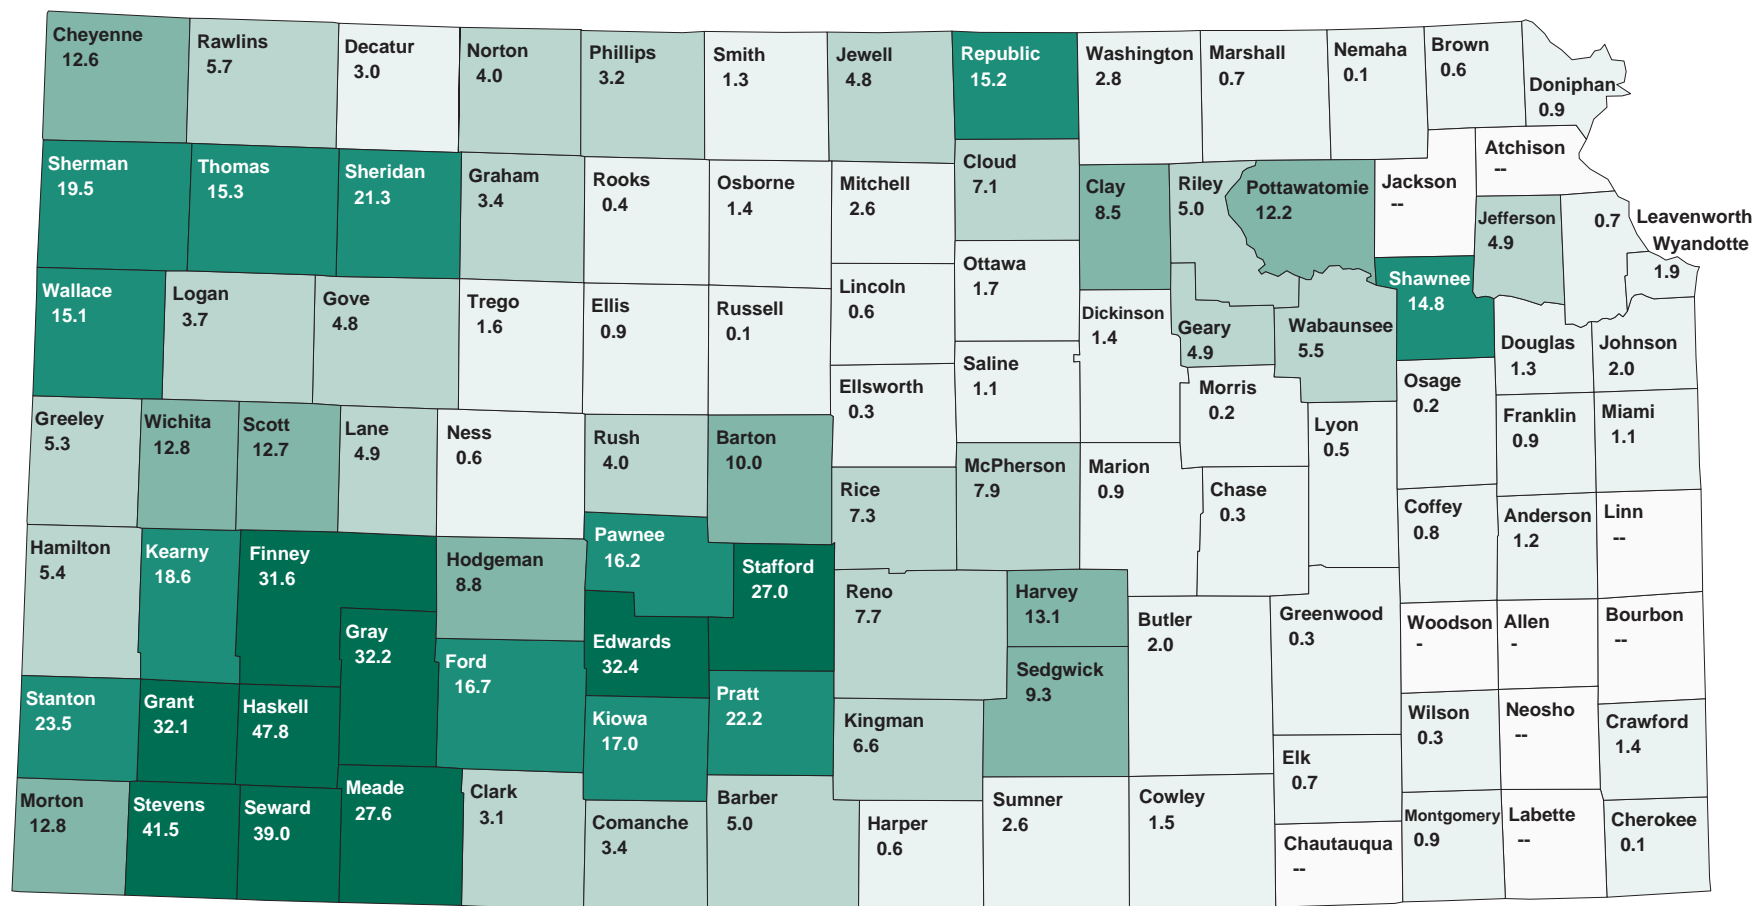 Cheyenne
12.6
Rawlins
5.7
Decatur
3.0
Norton
4.0
Phillips
3.2
Smith
1.3
Jewell
4.8
Republic
15.2
Washington
2.8
Marshall
0.7
Nemaha
0.1
Brown
0.6
Doniphan
0.9
Sherman
19.5
Thomas
15.3
Sheridan
21.3
Graham
3.4
Rooks
0.4
Osborne
1.4
Mitchell
2.6
Cloud
7.1
Clay
8.5
Riley
5.0
Pottawatomie
12.2
Jackson
--
Atchison
--
Jefferson
4.9
0.7
Leavenworth
Wyandotte
1.9
Wallace
15.1
Logan
3.7
Gove
4.8
Trego
1.6
Ellis
0.9
Russell
0.1
Lincoln
0.6
Ottawa
1.7
Dickinson
1.4
Geary
4.9
Wabaunsee
5.5
Shawnee
14.8
Douglas
1.3
Johnson
2.0
Ellsworth
0.3
Saline
1.1
Morris
0.2
Osage
0.2
Greeley
5.3
Wichita
12.8
Scott
12.7
Lane
4.9
Ness
0.6
Rush
4.0
Barton
10.0
Rice
7.3
McPherson
7.9
Marion
0.9
Chase
0.3
Lyon
0.5
Franklin
0.9
Miami
1.1
Coffey
0.8
Anderson
1.2
Linn
--
Hamilton
5.4
Kearny
18.6
Finney
31.6
Hodgeman
8.8
Pawnee
16.2
Stafford
27.0
Reno
7.7
Harvey
13.1
Butler
2.0
Greenwood
0.3
Woodson
-
Allen
-
Bourbon
--
Gray
32.2
Ford
16.7
Edwards
32.4
Sedgwick
9.3
Stanton
23.5
Grant
32.1
Haskell
47.8
Kiowa
17.0
Pratt
22.2
Kingman
6.6
Elk
0.7
Wilson
0.3
Neosho
--
Crawford
1.4
Morton
12.8
Stevens
41.5
Seward
39.0
Meade
27.6
Clark
3.1
Comanche
3.4
Barber
5.0
Harper
0.6
Sumner
2.6
Cowley
1.5
Chautauqua
--
Montgomery
0.9
Labette
--
Cherokee
0.1